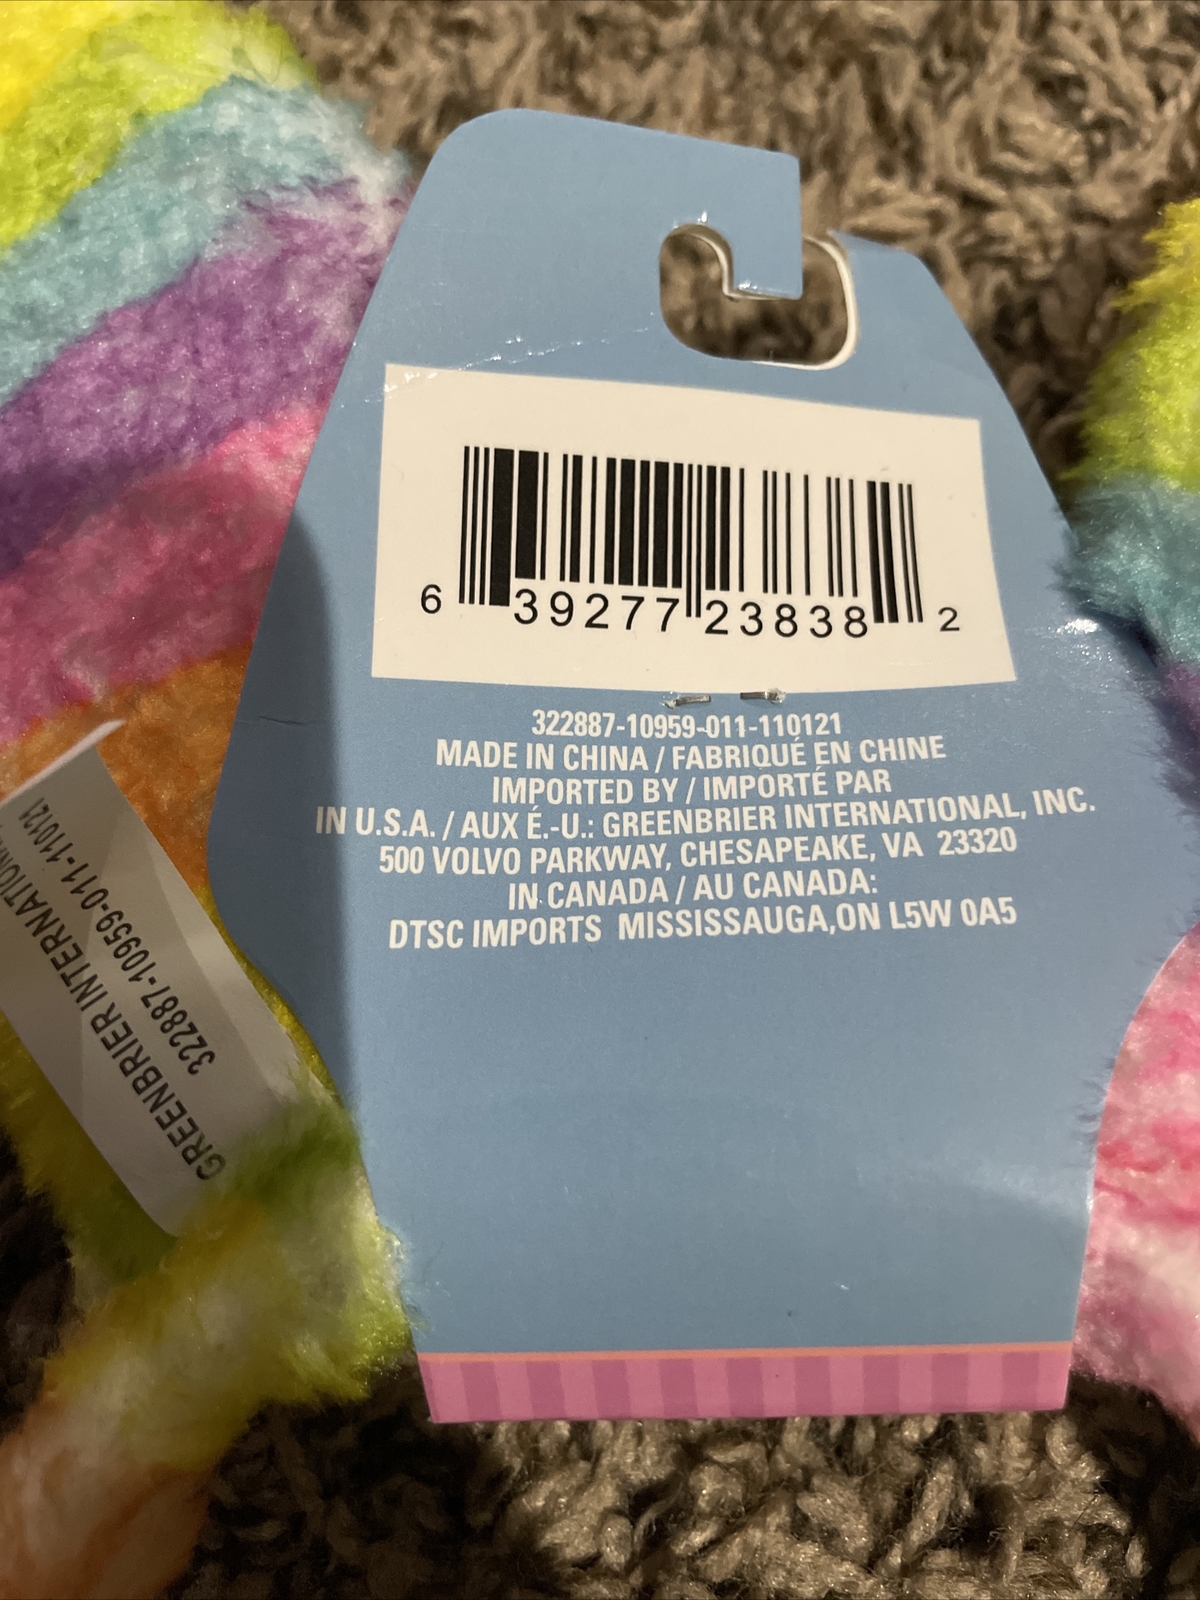 6 39277 23838 2
322887-10959-011-110121
MADE IN CHINA / FABRIQUÉ EN CHINE
IMPORTED BY / IMPORTÉ PAR
IN U.S.A. / AUX É.-U.: GREENBRIER INTERNATIONAL, INC.
500 VOLVO PARKWAY, CHESAPEAKE, VA 23320
IN CANADA / AU CANADA:
DTSC IMPORTS MISSISSAUGA,ON L5W 0A5
GREENBRIER INTERNATION
322887-10959-011-110121